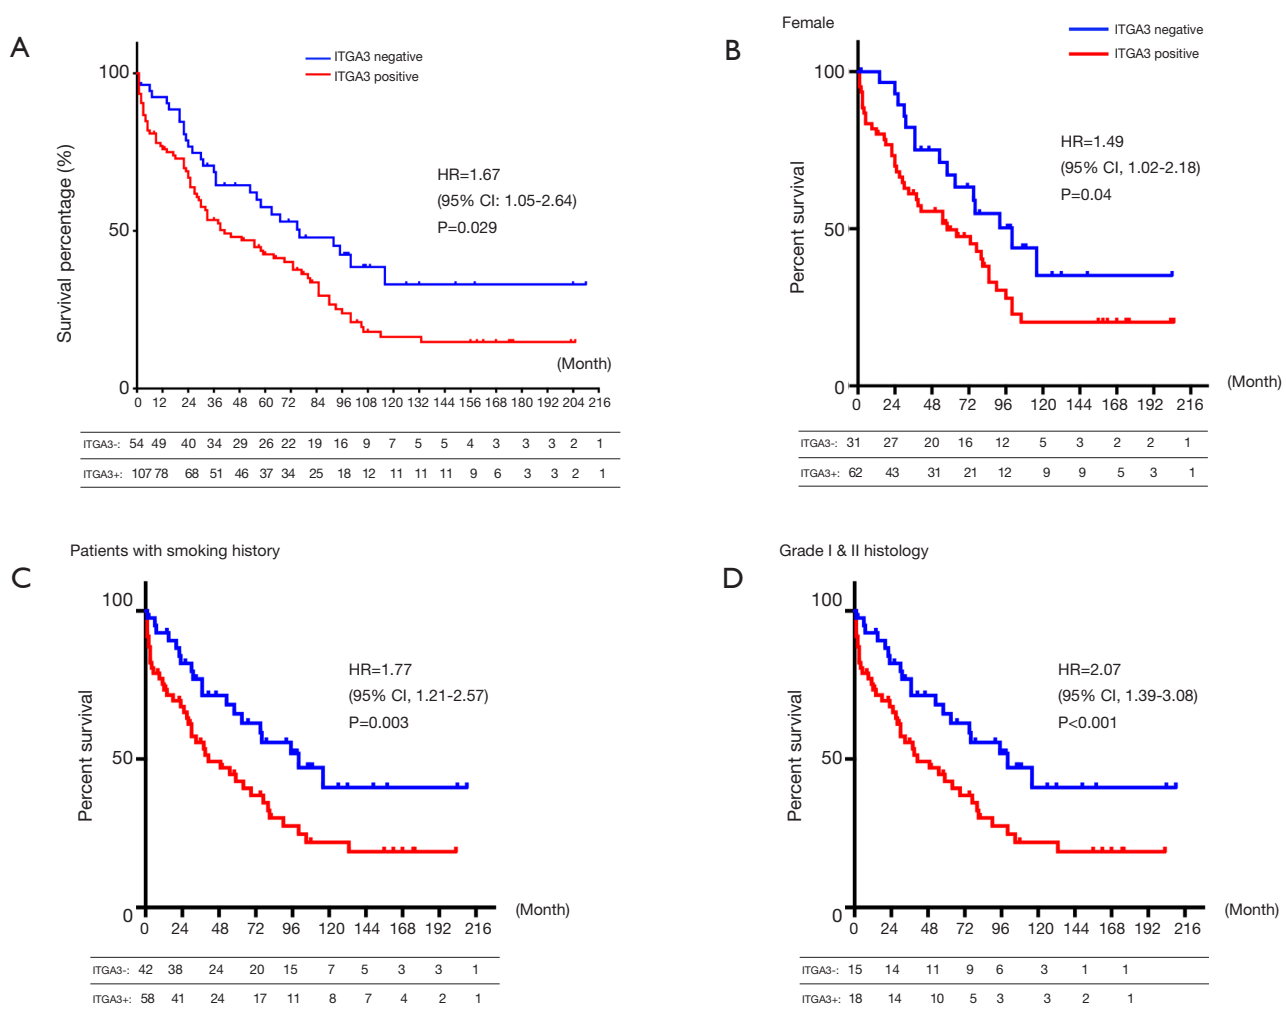 A
ITGA3 negative
ITGA3 positive
Survival percentage (%)
100
50
0
HR=1.67
(95% CI: 1.05-2.64)
P=0.029
(Month)
0 12 24 36 48 60 72 84 96 108 120 132 144 156 168 180 192 204 216
ITGA3-: 54 49 40 34 29 26 22 19 16 9 7 5 5 4 3 3 3 2 1
ITGA3+: 107 78 68 51 46 37 34 25 18 12 11 11 11 9 6 3 3 2 1
B
Female
ITGA3 negative
ITGA3 positive
Percent survival
100
50
0
HR=1.49
(95% CI, 1.02-2.18)
P=0.04
(Month)
0 24 48 72 96 120 144 168 192 216
ITGA3-: 31 27 20 16 12 5 3 2 2 1
ITGA3+: 62 43 31 21 12 9 9 5 3 1
Patients with smoking history
C
Percent survival
100
50
0
HR=1.77
(95% CI, 1.21-2.57)
P=0.003
(Month)
0 24 48 72 96 120 144 168 192 216
ITGA3-: 42 38 24 20 15 7 5 3 3 1
ITGA3+: 58 41 24 17 11 8 7 4 2 1
Grade I & II histology
D
Percent survival
100
50
0
HR=2.07
(95% CI, 1.39-3.08)
P<0.001
(Month)
0 24 48 72 96 120 144 168 192 216
ITGA3-: 15 14 11 9 6 3 1 1
ITGA3+: 18 14 10 5 3 3 2 1